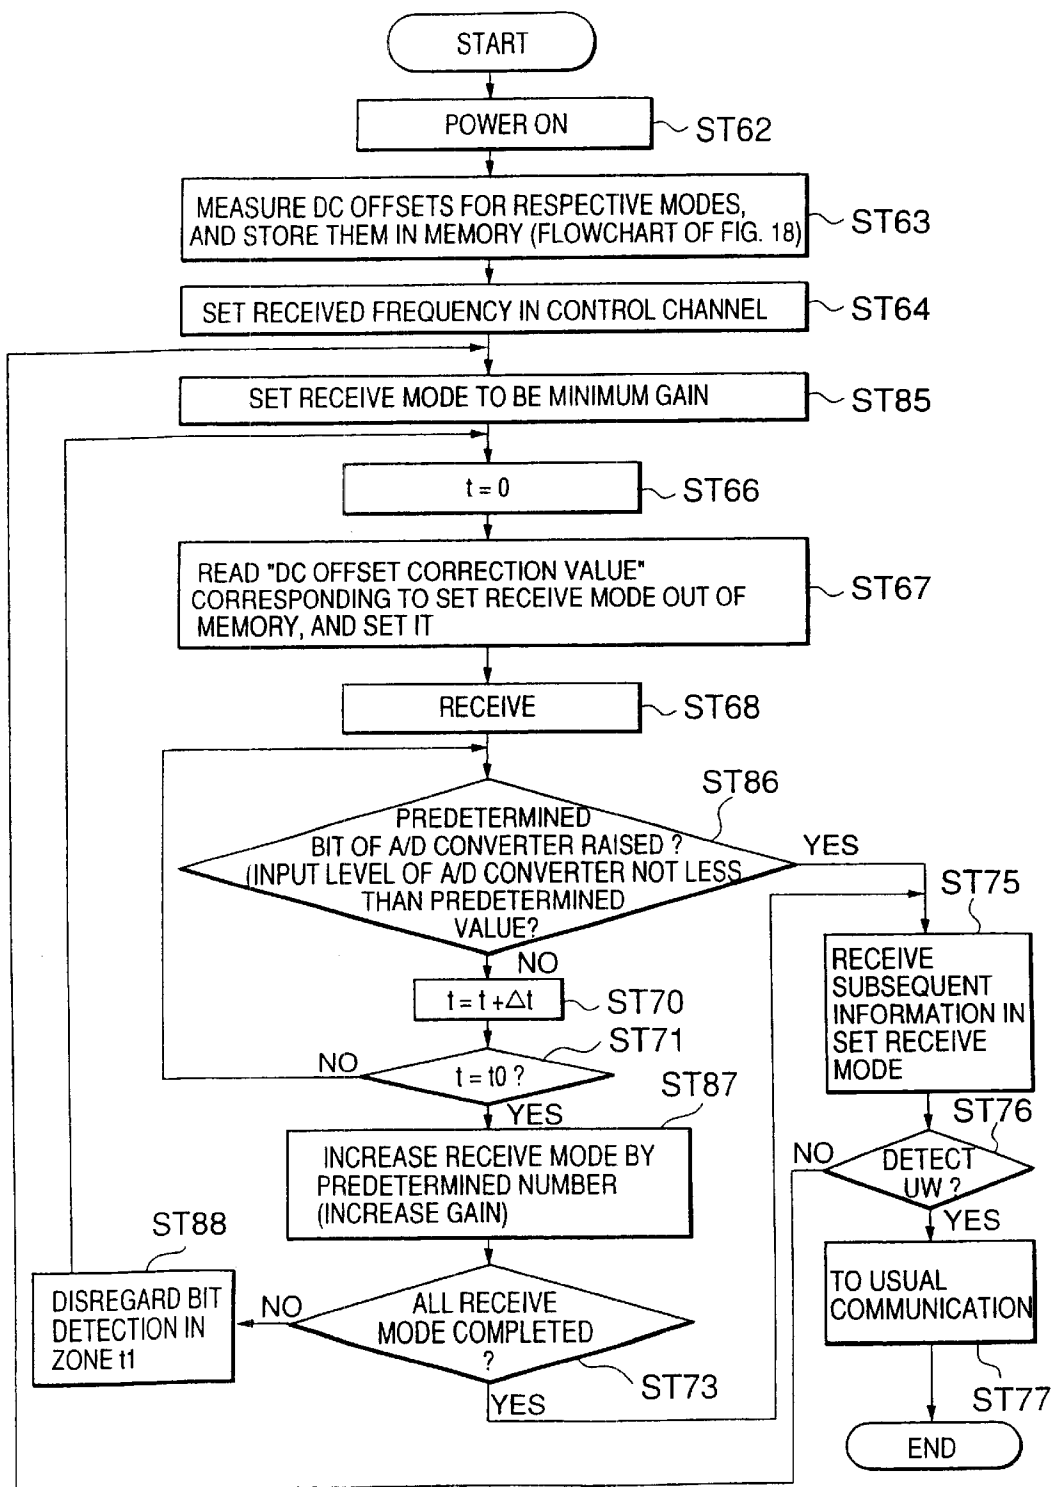 START
POWER ON
ST62
MEASURE DC OFFSETS FOR RESPECTIVE MODES,
AND STORE THEM IN MEMORY (FLOWCHART OF FIG. 18)
ST63
SET RECEIVED FREQUENCY IN CONTROL CHANNEL
ST64
SET RECEIVE MODE TO BE MINIMUM GAIN
ST85
t = 0
ST66
READ "DC OFFSET CORRECTION VALUE"
CORRESPONDING TO SET RECEIVE MODE OUT OF
MEMORY, AND SET IT
ST67
RECEIVE
ST68
ST86
PREDETERMINED
BIT OF A/D CONVERTER RAISED ?
(INPUT LEVEL OF A/D CONVERTER NOT LESS
THAN PREDETERMINED
VALUE?
YES
NO
t = t +Δt
ST70
ST71
t = t0 ?
NO
YES
ST87
INCREASE RECEIVE MODE BY
PREDETERMINED NUMBER
(INCREASE GAIN)
ST88
DISREGARD BIT
DETECTION IN
ZONE t1
NO
ALL RECEIVE
MODE COMPLETED
?
ST73
YES
ST75
RECEIVE
SUBSEQUENT
INFORMATION IN
SET RECEIVE
MODE
ST76
NO
DETECT
UW ?
YES
TO USUAL
COMMUNICATION
ST77
END